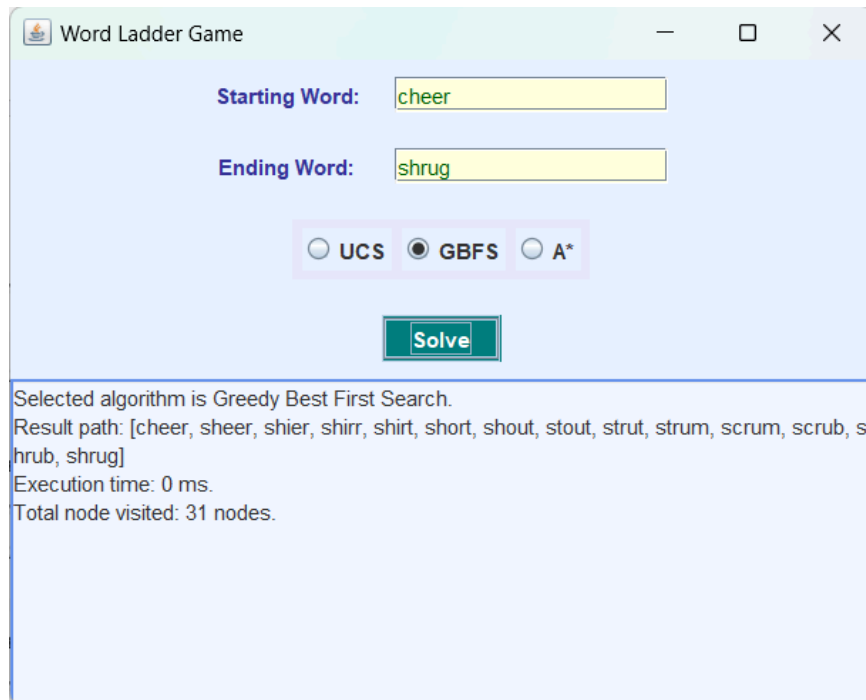 Word Ladder Game
Starting Word: cheer
Ending Word: shrug
UCS GBFS A*
Solve
Selected algorithm is Greedy Best First Search.
Result path: [cheer, sheer, shier, shirr, shirt, short, shout, stout, strut, strum, scrum, scrub, s
hrub, shrug]
Execution time: 0 ms.
Total node visited: 31 nodes.